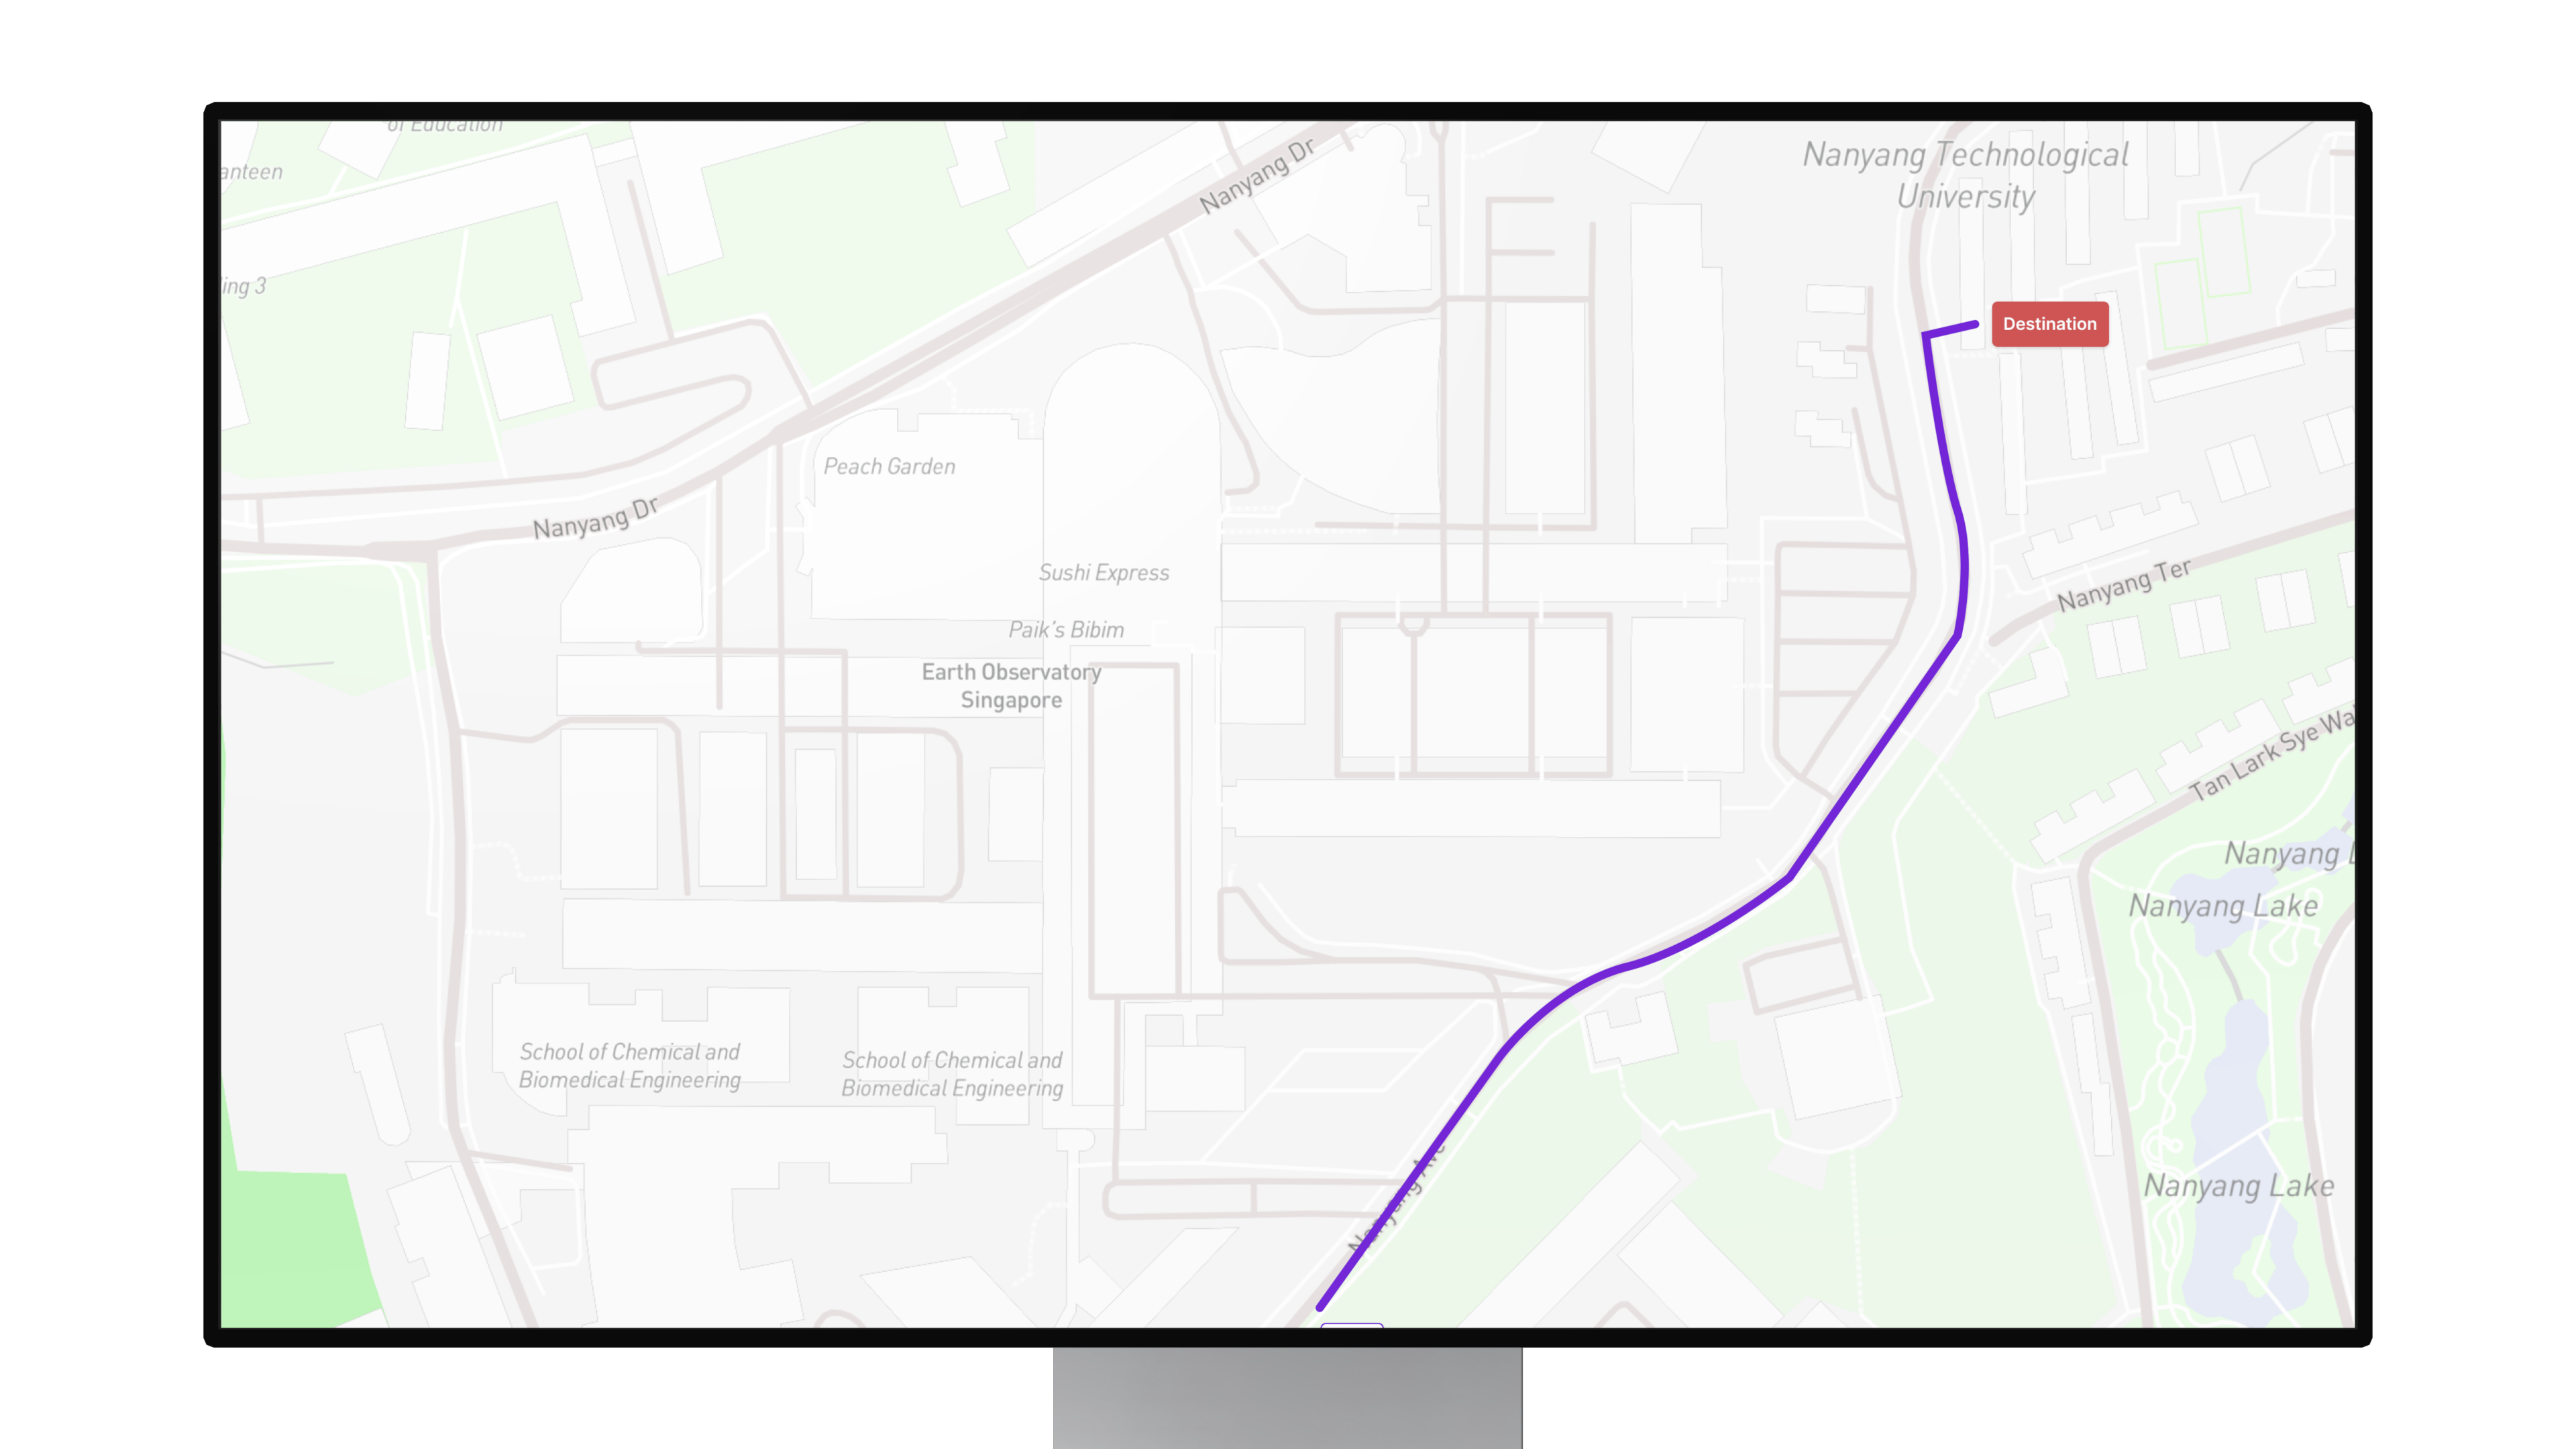 of Education
anteen
Nanyang Dr
Nanyang Technological
University
ing 3
Destination
Peach Garden
Nanyang Dr
Sushi Express
Nanyang Ter
Paik's Bibim
Earth Observatory
Singapore
Tan Lark Sye Wa
Nanyang L
Nanyang Lake
School of Chemical and
Biomedical Engineering
School of Chemical and
Biomedical Engineering
Nanyang Ave
Nanyang Lake